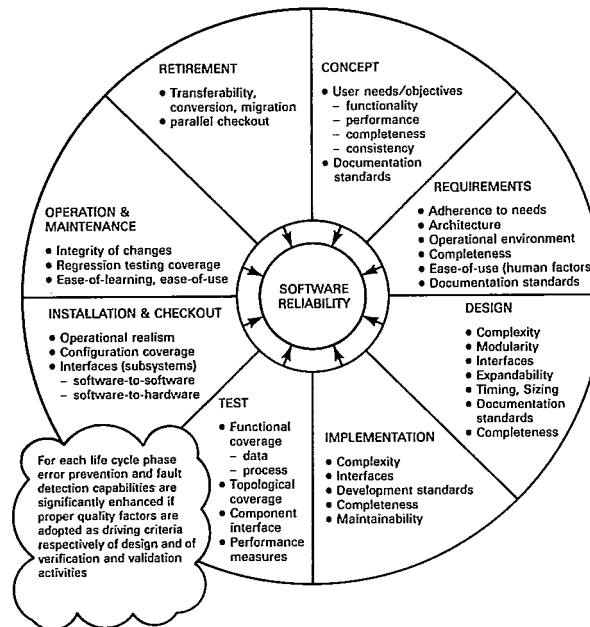 RETIREMENT
● Transferability,
conversion, migration
● parallel checkout
CONCEPT
● User needs/objectives
– functionality
– performance
– completeness
– consistency
● Documentation
standards
REQUIREMENTS
● Adherence to needs
● Architecture
● Operational environment
● Completeness
● Ease-of-use (human factors)
● Documentation standards
DESIGN
● Complexity
● Modularity
● Interfaces
● Expandability
● Timing, Sizing
● Documentation
standards
● Completeness
IMPLEMENTATION
● Complexity
● Interfaces
● Development standards
● Completeness
● Maintainability
TEST
● Functional
coverage
– data
– process
● Topological
coverage
● Component
interface
● Performance
measures
INSTALLATION & CHECKOUT
● Operational realism
● Configuration coverage
● Interfaces (subsystems)
– software-to-software
– software-to-hardware
OPERATION &
MAINTENANCE
● Integrity of changes
● Regression testing coverage
● Ease-of-learning, ease-of-use
SOFTWARE
RELIABILITY
For each life cycle phase
error prevention and fault
detection capabilities are
significantly enhanced if
proper quality factors are
adopted as driving criteria
respectively of design and of
verification and validation
activities